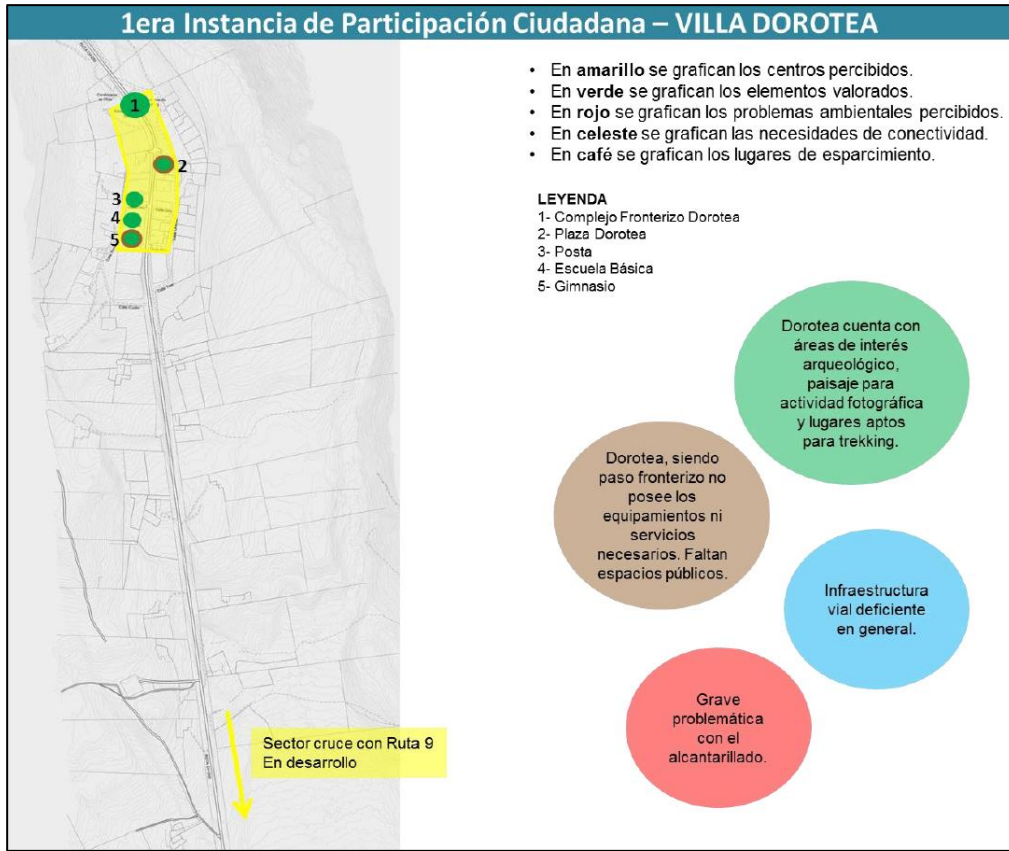 1era Instancia de Participación Ciudadana – VILLA DOROTEA
• En amarillo se grafican los centros percibidos.
• En verde se grafican los elementos valorados.
• En rojo se grafican los problemas ambientales percibidos.
• En celeste se grafican las necesidades de conectividad.
• En café se grafican los lugares de esparcimiento.
LEYENDA
1- Complejo Fronterizo Dorotea
2- Plaza Dorotea
3- Posta
4- Escuela Básica
5- Gimnasio
1
2
3
4
5
Dorotea cuenta con
áreas de interés
arqueológico,
paisaje para
actividad fotográfica
y lugares aptos
para trekking.
Dorotea, siendo
paso fronterizo no
posee los
equipamientos ni
servicios
necesarios. Faltan
espacios públicos.
Infraestructura
vial deficiente
en general.
Grave
problemática
con el
alcantarillado.
Sector cruce con Ruta 9
En desarrollo